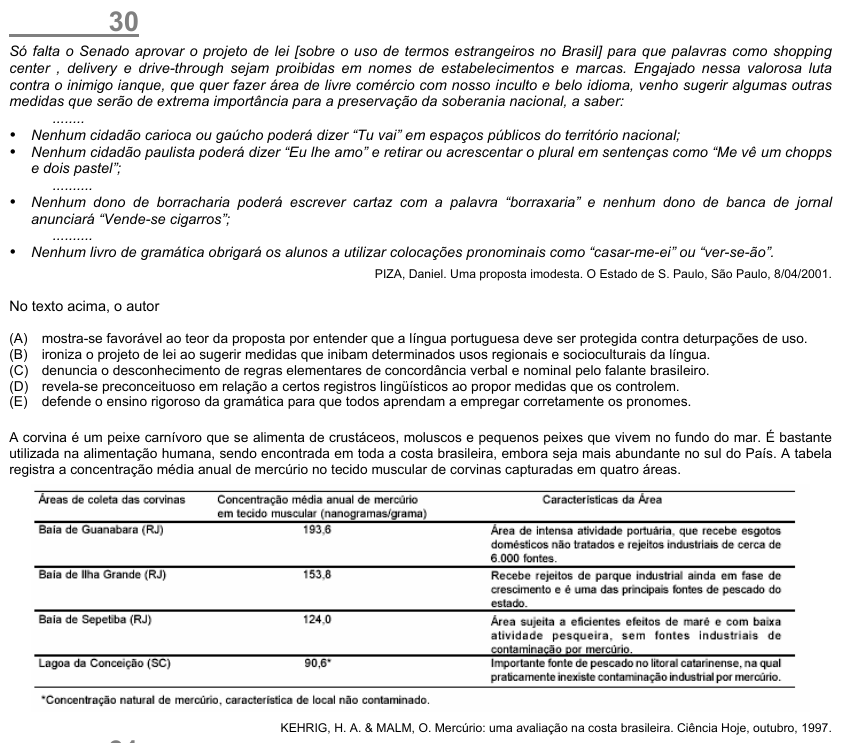 30
Só falta o Senado aprovar o projeto de lei [sobre o uso de termos estrangeiros no Brasil] para que palavras como shopping
center , delivery e drive-through sejam proibidas em nomes de estabelecimentos e marcas. Engajado nessa valorosa luta
contra o inimigo ianque, que quer fazer área de livre comércio com nosso inculto e belo idioma, venho sugerir algumas outras
medidas que serão de extrema importância para a preservação da soberania nacional, a saber:
........
• Nenhum cidadão carioca ou gaúcho poderá dizer “Tu vai” em espaços públicos do território nacional;
• Nenhum cidadão paulista poderá dizer “Eu lhe amo” e retirar ou acrescentar o plural em sentenças como “Me vê um chopps
e dois pastel”;
..........
• Nenhum dono de borracharia poderá escrever cartaz com a palavra “borraxaria” e nenhum dono de banca de jornal
anunciará “Vende-se cigarros”;
..........
• Nenhum livro de gramática obrigará os alunos a utilizar colocações pronominais como “casar-me-ei” ou “ver-se-ão”.
PIZA, Daniel. Uma proposta imodesta. O Estado de S. Paulo, São Paulo, 8/04/2001.
No texto acima, o autor
(A) mostra-se favorável ao teor da proposta por entender que a língua portuguesa deve ser protegida contra deturpações de uso.
(B) ironiza o projeto de lei ao sugerir medidas que inibam determinados usos regionais e socioculturais da língua.
(C) denuncia o desconhecimento de regras elementares de concordância verbal e nominal pelo falante brasileiro.
(D) revela-se preconceituoso em relação a certos registros lingüísticos ao propor medidas que os controlem.
(E) defende o ensino rigoroso da gramática para que todos aprendam a empregar corretamente os pronomes.
A corvina é um peixe carnívoro que se alimenta de crustáceos, moluscos e pequenos peixes que vivem no fundo do mar. É bastante
utilizada na alimentação humana, sendo encontrada em toda a costa brasileira, embora seja mais abundante no sul do País. A tabela
registra a concentração média anual de mercúrio no tecido muscular de corvinas capturadas em quatro áreas.
Áreas de coleta das corvinas Concentração média anual de mercúrio Características da Área
em tecido muscular (nanogramas/grama)
Baía de Guanabara (RJ) 193,6 Área de intensa atividade portuária, que recebe esgotos
domésticos não tratados e rejeitos industriais de cerca de
6.000 fontes.
Baía de Ilha Grande (RJ) 153,8 Recebe rejeitos de parque industrial ainda em fase de
crescimento e é uma das principais fontes de pescado do
estado.
Baía de Sepetiba (RJ) 124,0 Área sujeita a eficientes efeitos de maré e com baixa
atividade pesqueira, sem fontes industriais de
contaminação por mercúrio.
Lagoa da Conceição (SC) 90,6* Importante fonte de pescado no litoral catarinense, na qual
praticamente inexiste contaminação industrial por mercúrio.
*Concentração natural de mercúrio, característica de local não contaminado.
KEHRIG, H. A. & MALM, O. Mercúrio: uma avaliação na costa brasileira. Ciência Hoje, outubro, 1997.